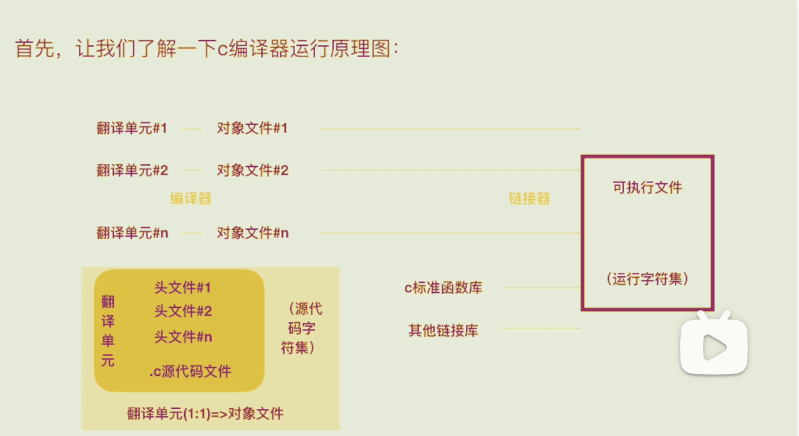 首先，让我们了解一下c编译器运行原理图：
翻译单元#1 对象文件#1
翻译单元#2 对象文件#2
编译器 链接器
翻译单元#n 对象文件#n
可执行文件
（运行字符集）
c标准函数库
其他链接库
翻译单元
头文件#1
头文件#2
头文件#n
.c源代码文件
（源代
码字
符集）
翻译单元(1:1)=>对象文件